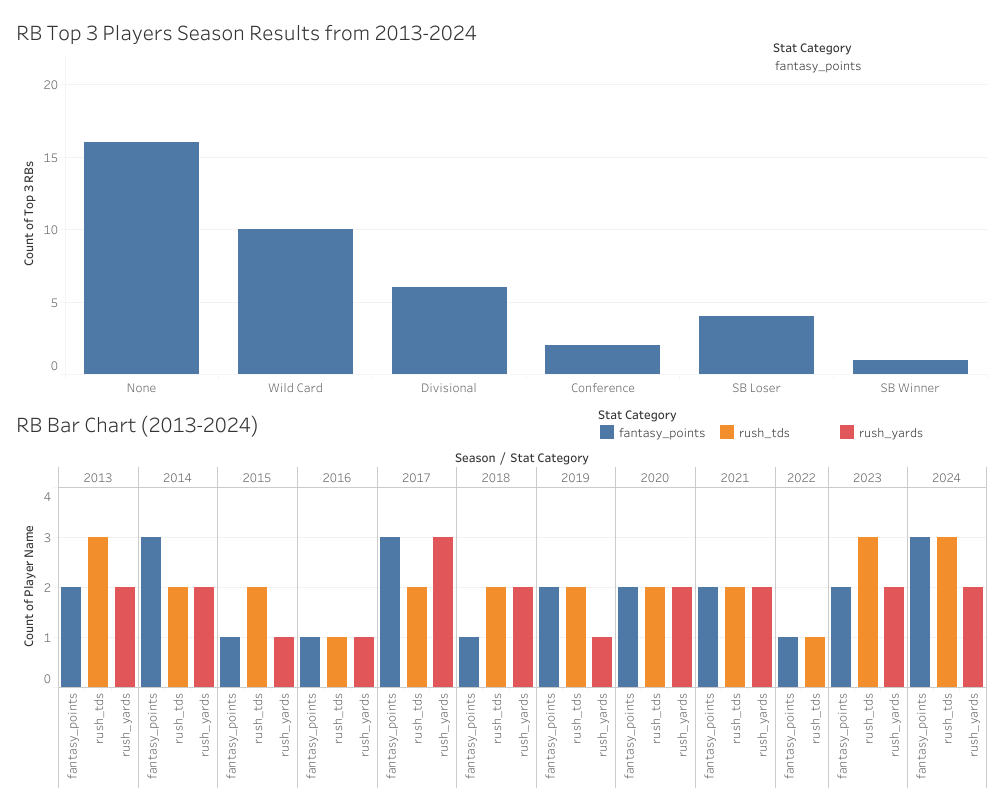 RB Top 3 Players Season Results from 2013-2024
Stat Category
fantasy_points
Count of Top 3 RBs
20
15
10
5
0
None Wild Card Divisional Conference SB Loser SB Winner
RB Bar Chart (2013-2024)
Stat Category
fantasy_points rush_tds rush_yards
Season / Stat Category
2013 2014 2015 2016 2017 2018 2019 2020 2021 2022 2023 2024
Count of Player Name
4
3
2
1
0
fantasy_points rush_tds rush_yards fantasy_points rush_tds rush_yards fantasy_points rush_tds rush_yards fantasy_points rush_tds rush_yards fantasy_points rush_tds rush_yards fantasy_points rush_tds rush_yards fantasy_points rush_tds rush_yards fantasy_points rush_tds rush_yards fantasy_points rush_tds rush_yards fantasy_points rush_tds fantasy_points rush_tds rush_yards fantasy_points rush_tds rush_yards